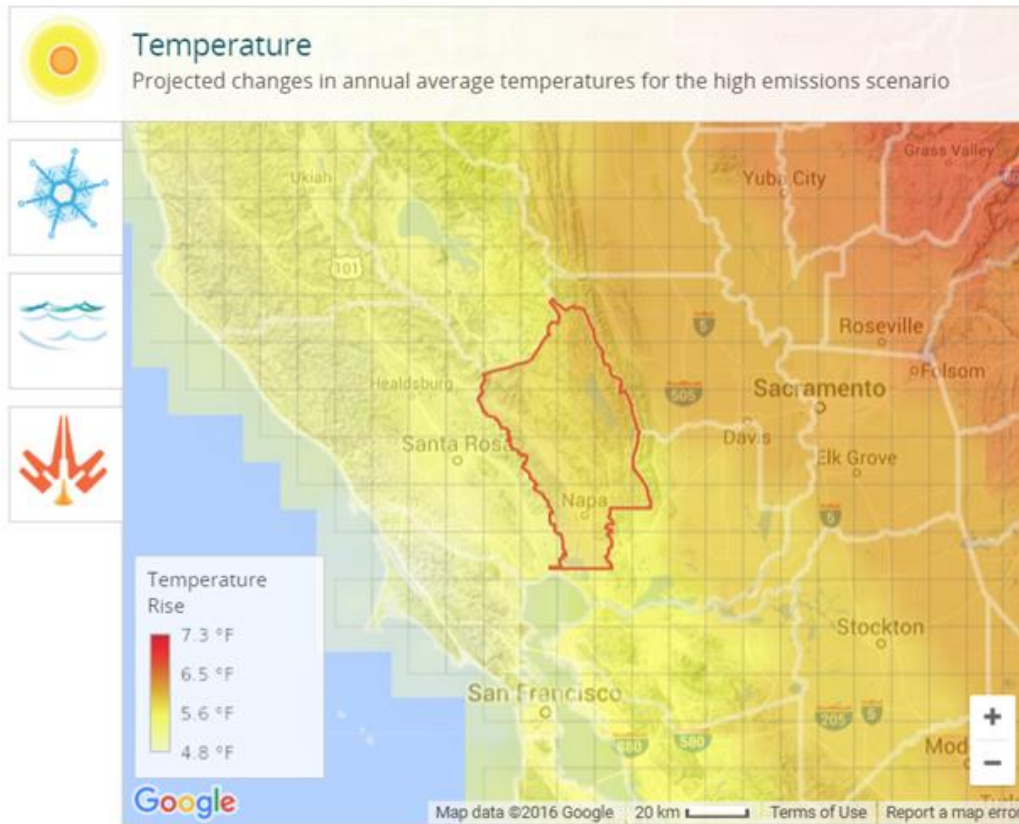 Temperature
Projected changes in annual average temperatures for the high emissions scenario
Grass Valley
Ukiah
Yuba City
101
5
Roseville
Folsom
Healdsburg
505
Sacramento
Davis
Santa Rosa
Elk Grove
Napa
5
Temperature
Rise
7.3 °F
6.5 °F
5.6 °F
4.8 °F
Stockton
San Francisco
680
580
205
5
+
−
Google
Map data ©2016 Google
20 km
Terms of Use
Report a map error